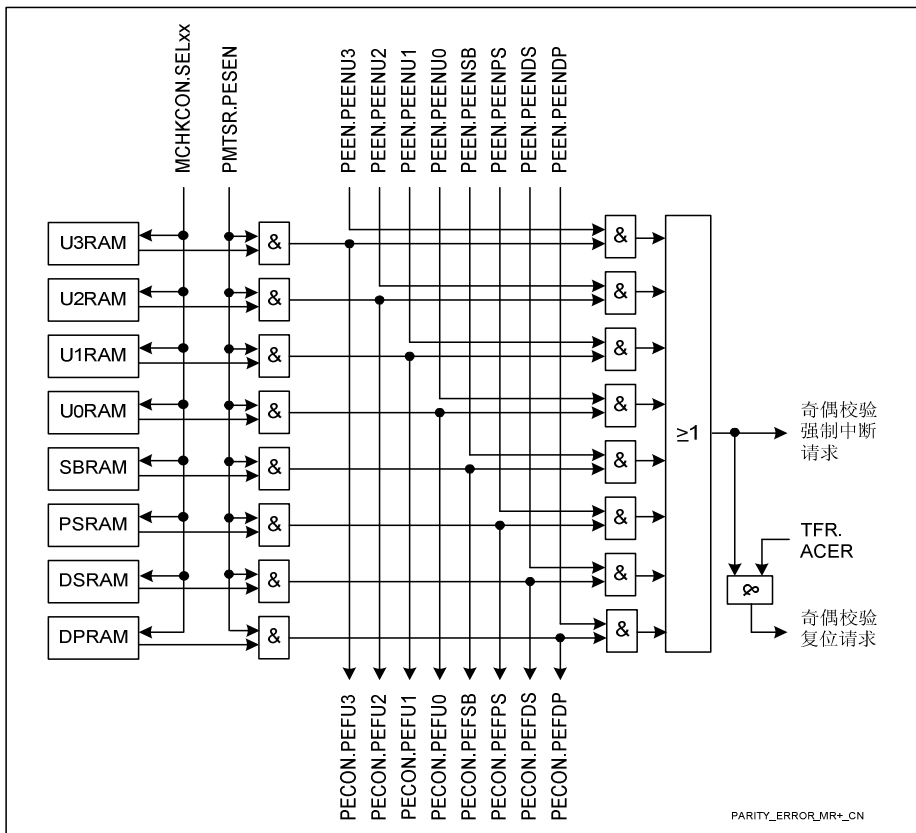 MCHKCON.SELxx
PMTSR.PESEN
PEEN.PEENU3
PEEN.PEENU2
PEEN.PEENU1
PEEN.PEENU0
PEEN.PEENSB
PEEN.PEENPS
PEEN.PEENDS
PEEN.PEENDP
U3RAM
&
&
U2RAM
&
&
U1RAM
&
&
U0RAM
&
&
SBRAM
&
&
PSRAM
&
&
DSRAM
&
&
DPRAM
&
&
≥1
奇偶校验
强制中断
请求
TFR.
ACER
&
奇偶校验
复位请求
PECON.PEFU3
PECON.PEFU2
PECON.PEFU1
PECON.PEFU0
PECON.PEFSB
PECON.PEFPS
PECON.PEFDS
PECON.PEFDP
PARITY_ERROR_MR+_CN